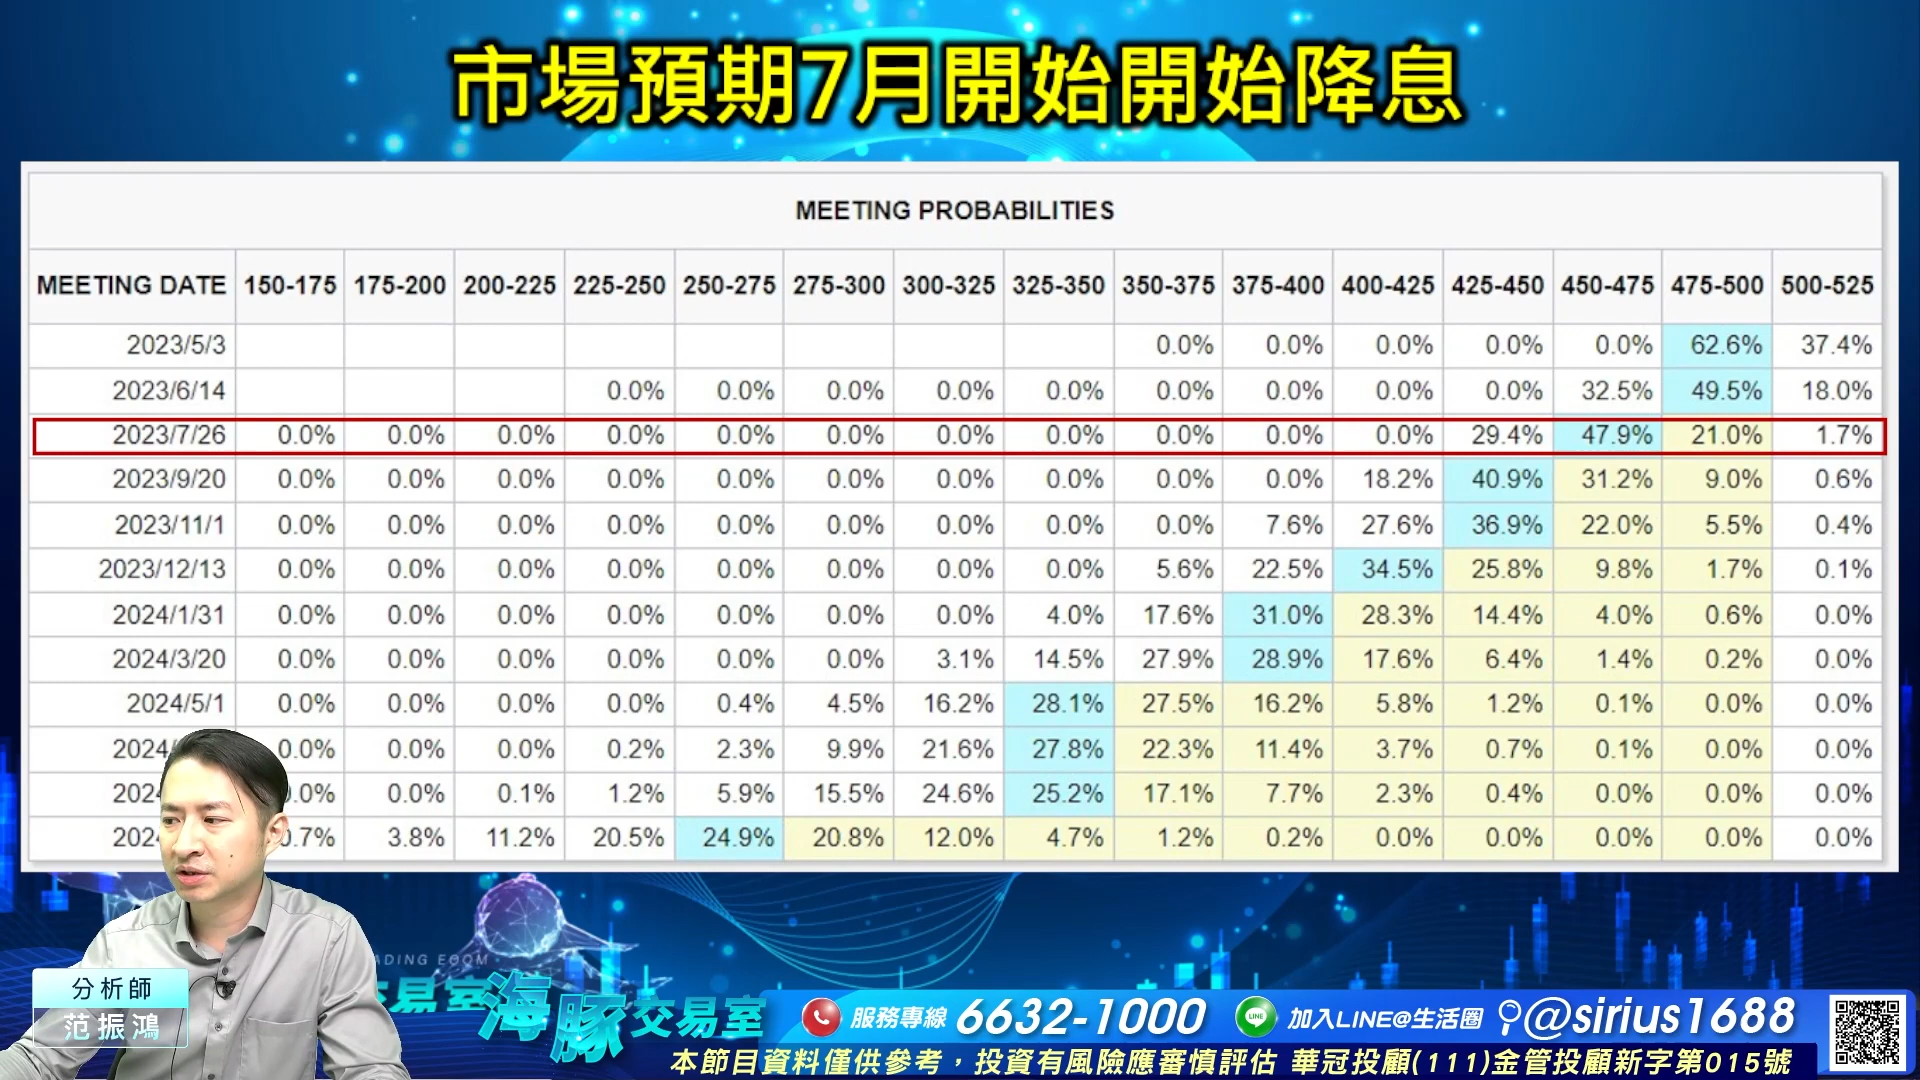 市場預期7月開始開始降息
MEETING PROBABILITIES
MEETING DATE 150-175 175-200 200-225 225-250 250-275 275-300 300-325 325-350 350-375 375-400 400-425 425-450 450-475 475-500 500-525
2023/5/3 0.0% 0.0% 0.0% 0.0% 0.0% 62.6% 37.4%
2023/6/14 0.0% 0.0% 0.0% 0.0% 0.0% 0.0% 0.0% 0.0% 0.0% 32.5% 49.5% 18.0%
2023/7/26 0.0% 0.0% 0.0% 0.0% 0.0% 0.0% 0.0% 0.0% 0.0% 0.0% 0.0% 29.4% 47.9% 21.0% 1.7%
2023/9/20 0.0% 0.0% 0.0% 0.0% 0.0% 0.0% 0.0% 0.0% 0.0% 0.0% 18.2% 40.9% 31.2% 9.0% 0.6%
2023/11/1 0.0% 0.0% 0.0% 0.0% 0.0% 0.0% 0.0% 0.0% 0.0% 7.6% 27.6% 36.9% 22.0% 5.5% 0.4%
2023/12/13 0.0% 0.0% 0.0% 0.0% 0.0% 0.0% 0.0% 0.0% 5.6% 22.5% 34.5% 25.8% 9.8% 1.7% 0.1%
2024/1/31 0.0% 0.0% 0.0% 0.0% 0.0% 0.0% 0.0% 4.0% 17.6% 31.0% 28.3% 14.4% 4.0% 0.6% 0.0%
2024/3/20 0.0% 0.0% 0.0% 0.0% 0.0% 0.0% 3.1% 14.5% 27.9% 28.9% 17.6% 6.4% 1.4% 0.2% 0.0%
2024/5/1 0.0% 0.0% 0.0% 0.0% 0.4% 4.5% 16.2% 28.1% 27.5% 16.2% 5.8% 1.2% 0.1% 0.0% 0.0%
2024 0.0% 0.0% 0.0% 0.2% 2.3% 9.9% 21.6% 27.8% 22.3% 11.4% 3.7% 0.7% 0.1% 0.0% 0.0%
202 .0% 0.0% 0.1% 1.2% 5.9% 15.5% 24.6% 25.2% 17.1% 7.7% 2.3% 0.4% 0.0% 0.0% 0.0%
202 .7% 3.8% 11.2% 20.5% 24.9% 20.8% 12.0% 4.7% 1.2% 0.2% 0.0% 0.0% 0.0% 0.0% 0.0%
分析師
范振鴻
交易室
海豚交易室
服務專線 6632-1000 LINE 加入LINE@生活圈 @sirius1688
本節目資料僅供參考，投資有風險應審慎評估 華冠投顧(111)金管投顧新字第015號